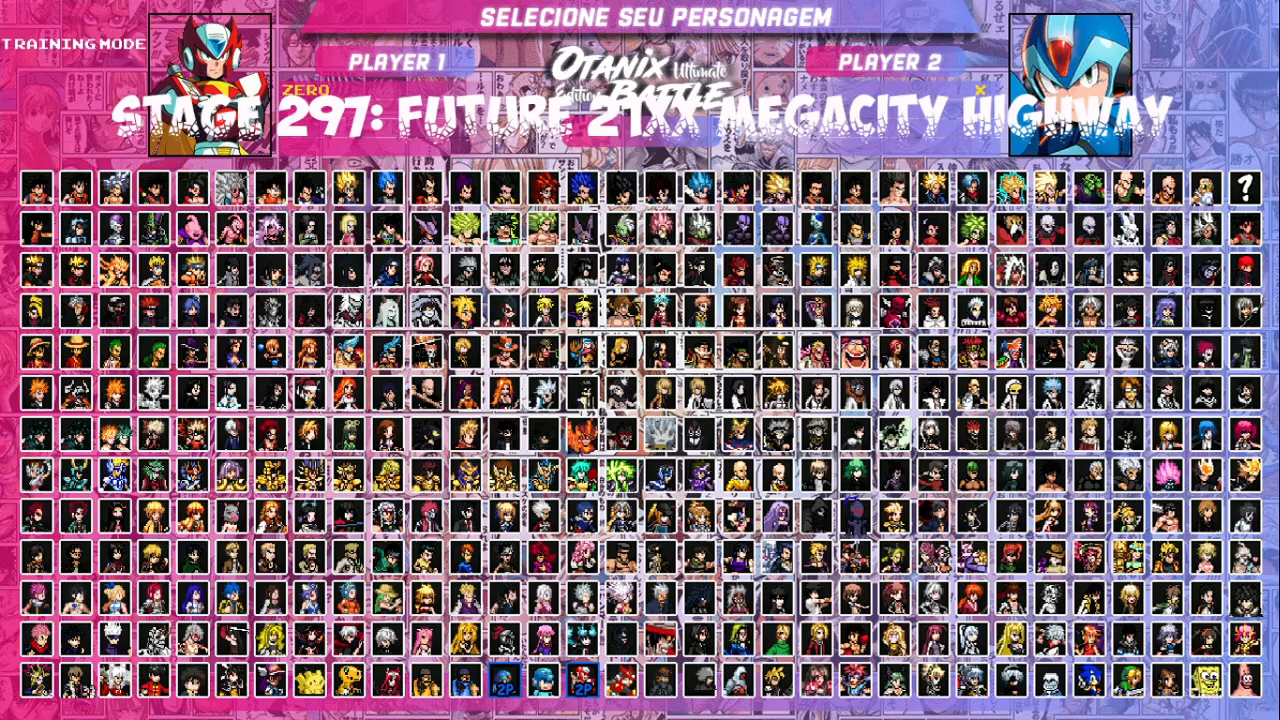 SELECIONE SEU PERSONAGEM
TRAINING MODE
PLAYER 1
OTANIX Ultimate
Edition BATTLE
PLAYER 2
ZERO
X
STAGE 297: FUTURE 21XX MEGACITY HIGHWAY
?
2P
2P